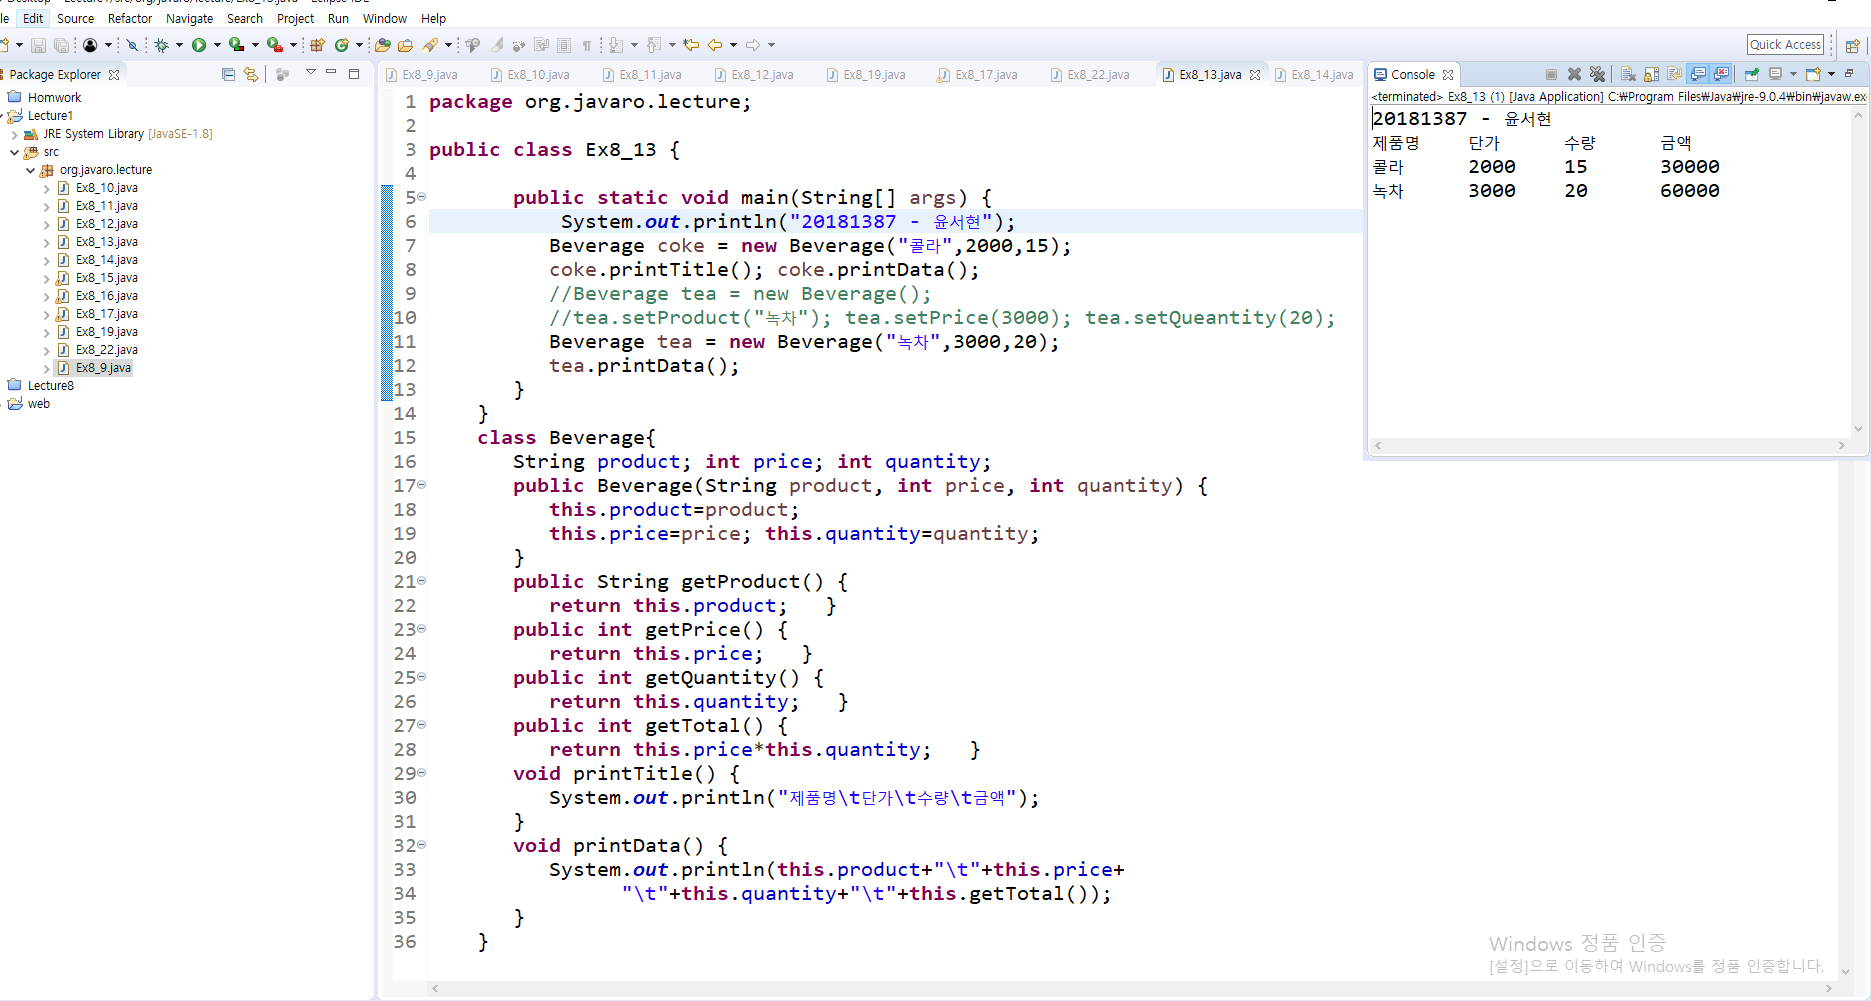 Edit Source Refactor Navigate Search Project Run Window Help
Quick Access
Package Explorer
Homwork
Lecture1
JRE System Library [JavaSE-1.8]
src
org.javaro.lecture
Ex8_10.java
Ex8_11.java
Ex8_12.java
Ex8_13.java
Ex8_14.java
Ex8_15.java
Ex8_16.java
Ex8_17.java
Ex8_19.java
Ex8_22.java
Ex8_9.java
Lecture8
web
Ex8_9.java Ex8_10.java Ex8_11.java Ex8_12.java Ex8_19.java Ex8_17.java Ex8_22.java Ex8_13.java Ex8_14.java
1 package org.javaro.lecture;
2
3 public class Ex8_13 {
4
5 public static void main(String[] args) {
6 System.out.println("20181387 - 윤서현");
7 Beverage coke = new Beverage("콜라",2000,15);
8 coke.printTitle(); coke.printData();
9 //Beverage tea = new Beverage();
10 //tea.setProduct("녹차"); tea.setPrice(3000); tea.setQueantity(20);
11 Beverage tea = new Beverage("녹차",3000,20);
12 tea.printData();
13 }
14 }
15 class Beverage{
16 String product; int price; int quantity;
17 public Beverage(String product, int price, int quantity) {
18 this.product=product;
19 this.price=price; this.quantity=quantity;
20 }
21 public String getProduct() {
22 return this.product; }
23 public int getPrice() {
24 return this.price; }
25 public int getQuantity() {
26 return this.quantity; }
27 public int getTotal() {
28 return this.price*this.quantity; }
29 void printTitle() {
30 System.out.println("제품명\t단가\t수량\t금액");
31 }
32 void printData() {
33 System.out.println(this.product+"\t"+this.price+
34 "\t"+this.quantity+"\t"+this.getTotal());
35 }
36 }
Console
<terminated> Ex8_13 (1) [Java Application] C:₩Program Files₩Java₩jre-9.0.4₩bin₩javaw.ex
20181387 - 윤서현
제품명 단가 수량 금액
콜라 2000 15 30000
녹차 3000 20 60000
Windows 정품 인증
[설정]으로 이동하여 Windows를 정품 인증합니다.